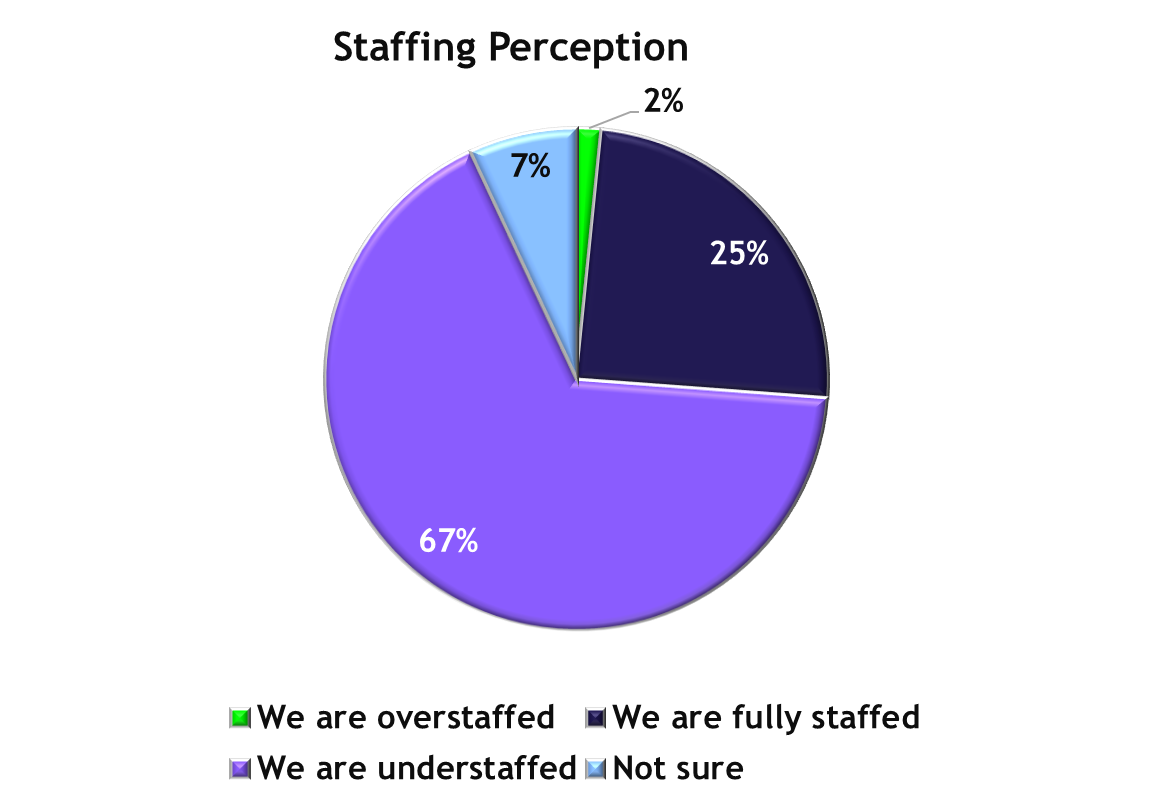 Staffing Perception
2%
7%
25%
67%
We are overstaffed We are fully staffed
We are understaffed Not sure